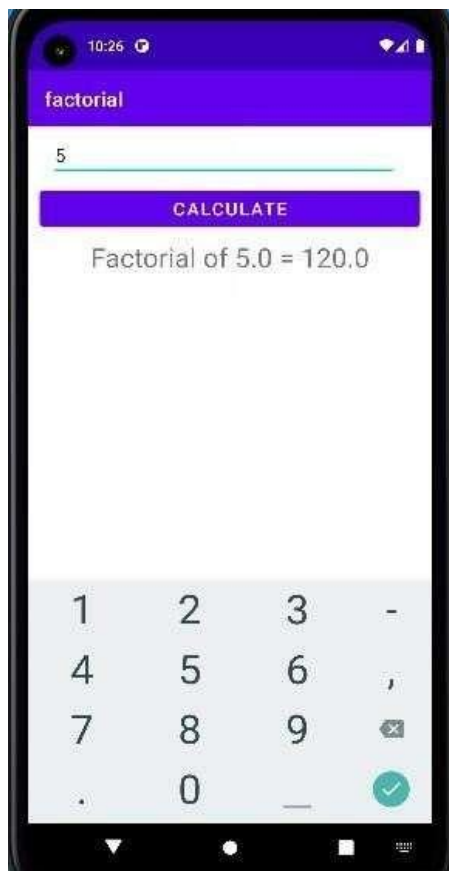 10:26
factorial
5
CALCULATE
Factorial of 5.0 = 120.0
1 2 3 -
4 5 6 ,
7 8 9
. 0 _